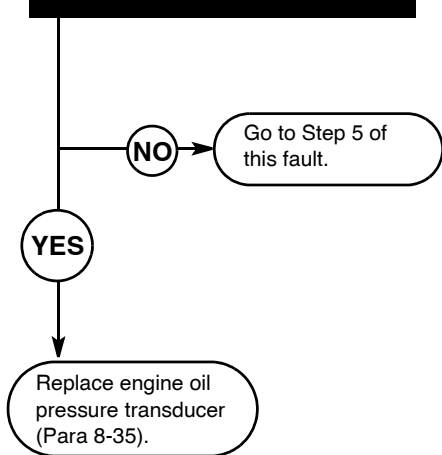 NO
Go to Step 5 of
this fault.
YES
Replace engine oil
pressure transducer
(Para 8-35).